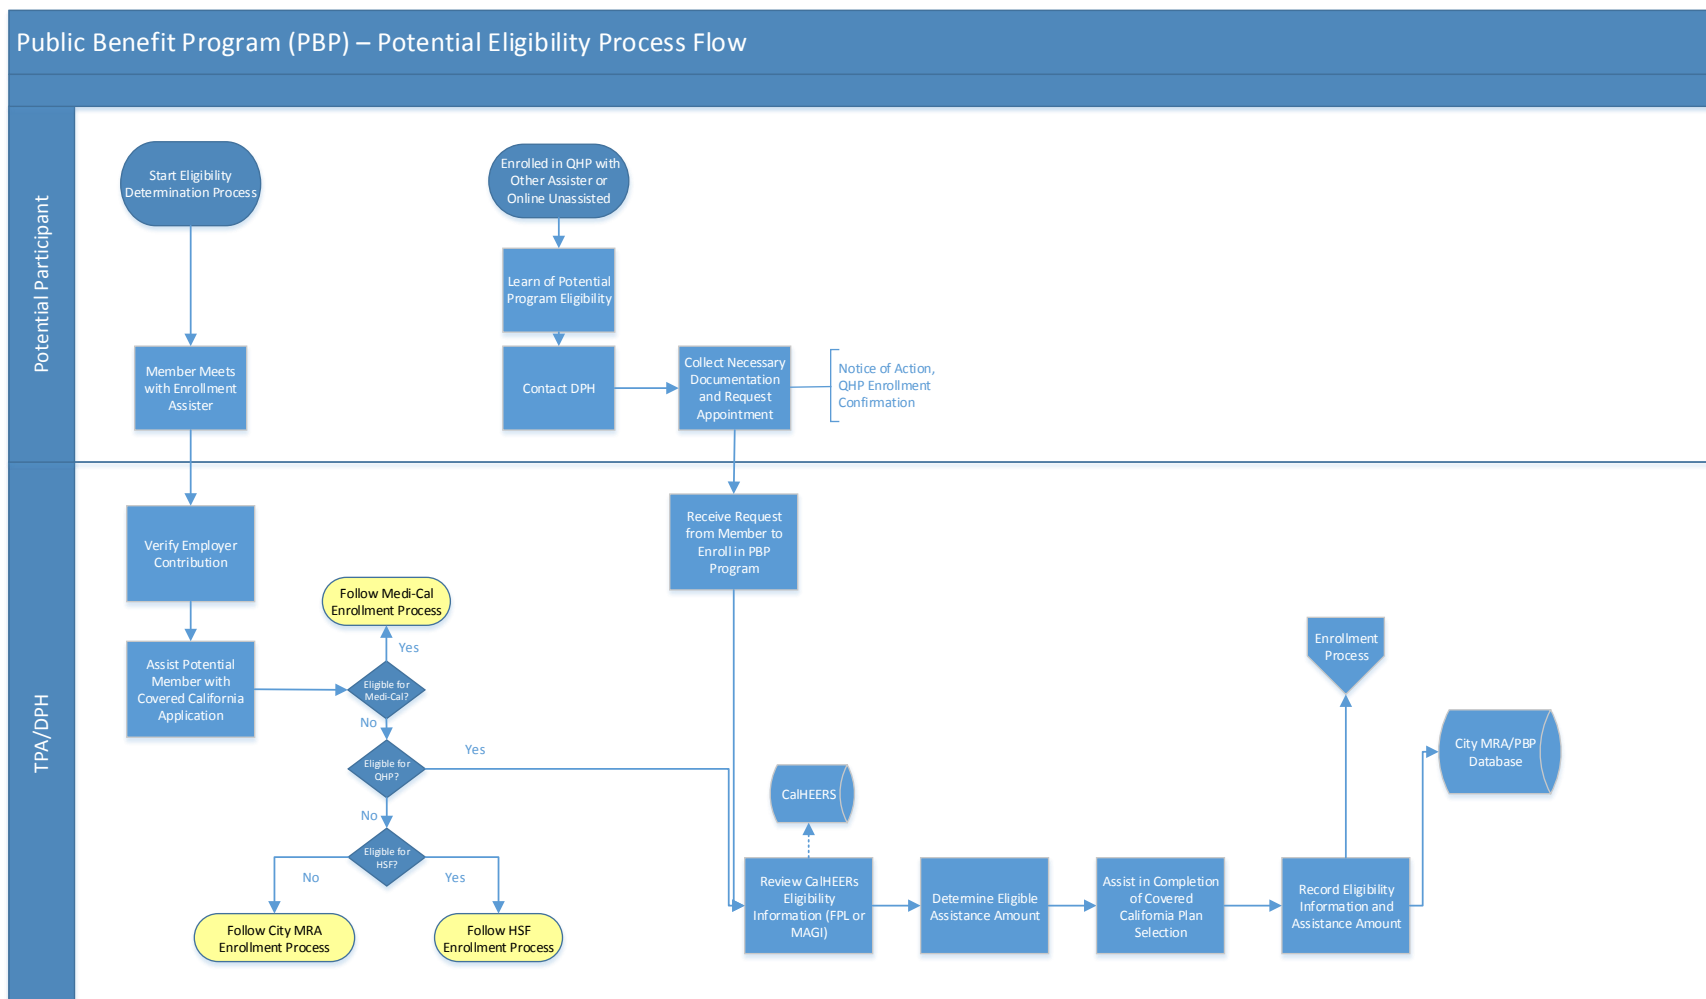 Public Benefit Program (PBP) – Potential Eligibility Process Flow
Potential Participant
Start Eligibility
Determination Process
Enrolled in QHP with
Other Assister or
Online Unassisted
Learn of Potential
Program Eligibility
Member Meets
with Enrollment
Assister
Contact DPH
Collect Necessary
Documentation
and Request
Appointment
Notice of Action,
QHP Enrollment
Confirmation
TPA/DPH
Verify Employer
Contribution
Receive Request
from Member to
Enroll in PBP
Program
Follow Medi-Cal
Enrollment Process
Yes
Assist Potential
Member with
Covered California
Application
Eligible for
Medi-Cal?
No
Eligible for
QHP?
Yes
No
Eligible for
HSF?
No
Yes
Follow City MRA
Enrollment Process
Follow HSF
Enrollment Process
CalHEERS
Review CalHEERs
Eligibility
Information (FPL or
MAGI)
Determine Eligible
Assistance Amount
Assist in Completion
of Covered
California Plan
Selection
Record Eligibility
Information and
Assistance Amount
Enrollment
Process
City MRA/PBP
Database